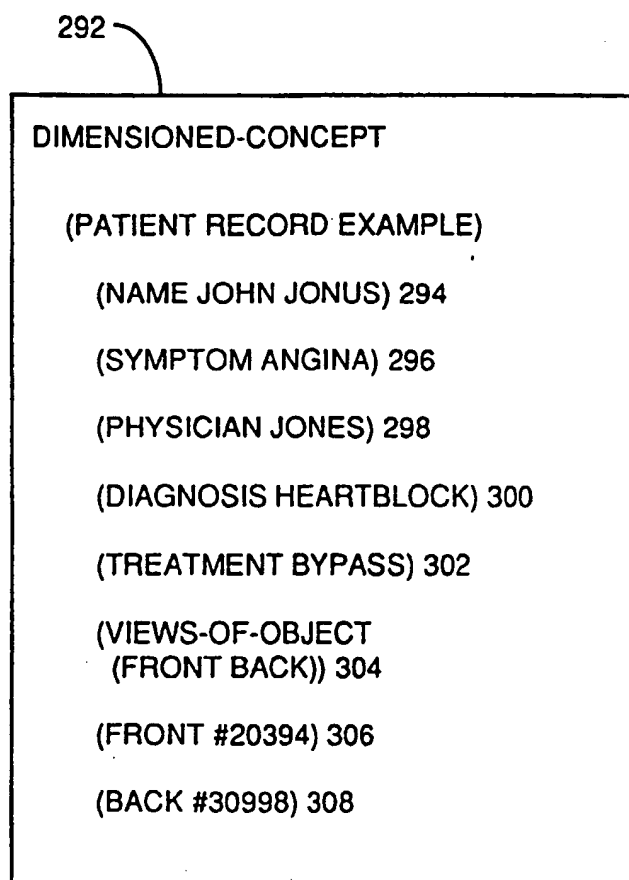 292
DIMENSIONED-CONCEPT
(PATIENT RECORD EXAMPLE)
(NAME JOHN JONUS) 294
(SYMPTOM ANGINA) 296
(PHYSICIAN JONES) 298
(DIAGNOSIS HEARTBLOCK) 300
(TREATMENT BYPASS) 302
(VIEWS-OF-OBJECT
(FRONT BACK)) 304
(FRONT #20394) 306
(BACK #30998) 308